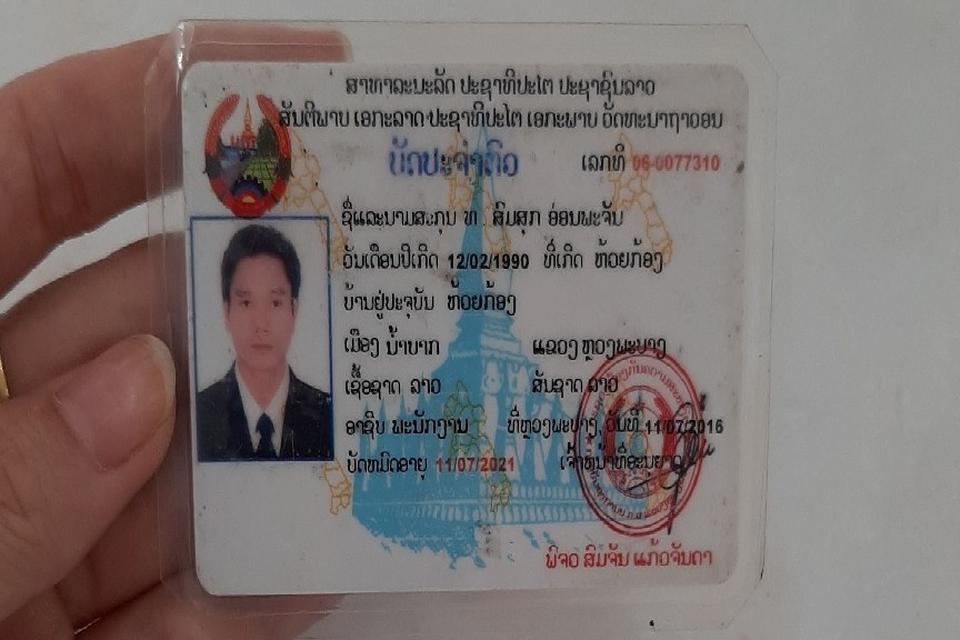 ສາທາລະນະລັດ ປະຊາທິປະໄຕ ປະຊາຊົນລາວ
ສັນຕິພາບ ເອກະລາດ ປະຊາທິປະໄຕ ເອກະພາບ ວັດທະນາຖາວອນ
ບັດປະຈຳຕົວ ເລກທີ 06-0077310
ຊື່ແລະນາມສະກຸນ ທ ສົມສຸກ ອ່ອນພະຈັນ
ວັນເດືອນປີເກີດ 12/02/1990 ທີ່ເກີດ ຫ້ວຍກ້ອງ
ບ້ານຢູ່ປະຈຸບັນ ຫ້ວຍກ້ອງ
ເມືອງ ນ້ຳບາກ ແຂວງ ຫຼວງພະບາງ
ເຊື້ອຊາດ ລາວ ສັນຊາດ ລາວ
ອາຊີບ ພະນັກງານ ທີ່ຫຼວງພະບາງ, ວັນທີ 11/07/2016
ບັດຫມົດອາຍຸ 11/07/2021 ເຈົ້າຫນ້າທີ່ອະນຸຍາດ
ພັຈວ ສົມຈັນ ແກ້ວຈັນດາ